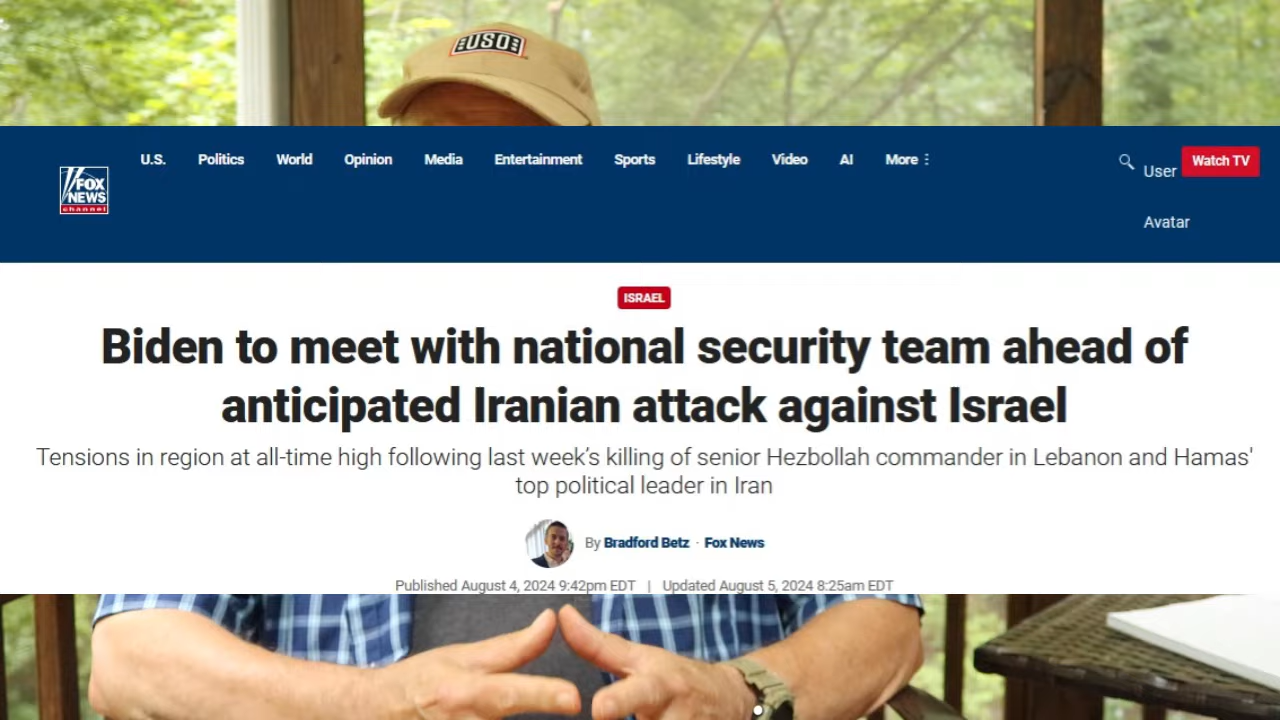 USO
U.S. Politics World Opinion Media Entertainment Sports Lifestyle Video AI More
User
Watch TV
Avatar
FOX
NEWS
channel
ISRAEL
Biden to meet with national security team ahead of
anticipated Iranian attack against Israel
Tensions in region at all-time high following last week’s killing of senior Hezbollah commander in Lebanon and Hamas'
top political leader in Iran
By Bradford Betz · Fox News
Published August 4, 2024 9:42pm EDT | Updated August 5, 2024 8:25am EDT